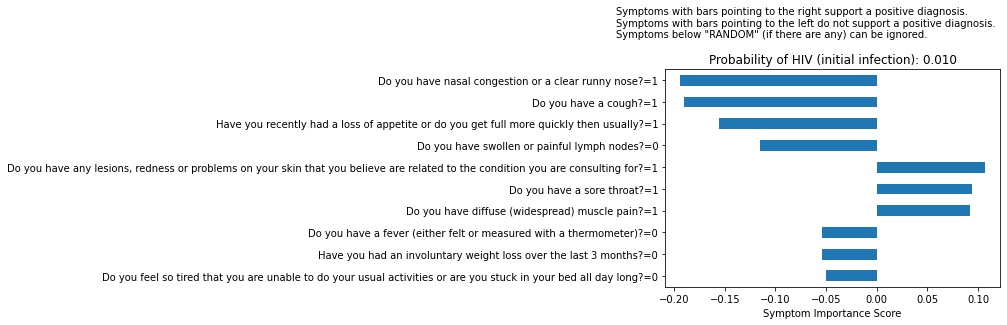 Symptoms with bars pointing to the right support a positive diagnosis.
Symptoms with bars pointing to the left do not support a positive diagnosis.
Symptoms below "RANDOM" (if there are any) can be ignored.
Probability of HIV (initial infection): 0.010
Do you have nasal congestion or a clear runny nose?=1
Do you have a cough?=1
Have you recently had a loss of appetite or do you get full more quickly then usually?=1
Do you have swollen or painful lymph nodes?=0
Do you have any lesions, redness or problems on your skin that you believe are related to the condition you are consulting for?=1
Do you have a sore throat?=1
Do you have diffuse (widespread) muscle pain?=1
Do you have a fever (either felt or measured with a thermometer)?=0
Have you had an involuntary weight loss over the last 3 months?=0
Do you feel so tired that you are unable to do your usual activities or are you stuck in your bed all day long?=0
−0.20 −0.15 −0.10 −0.05 0.00 0.05 0.10
Symptom Importance Score